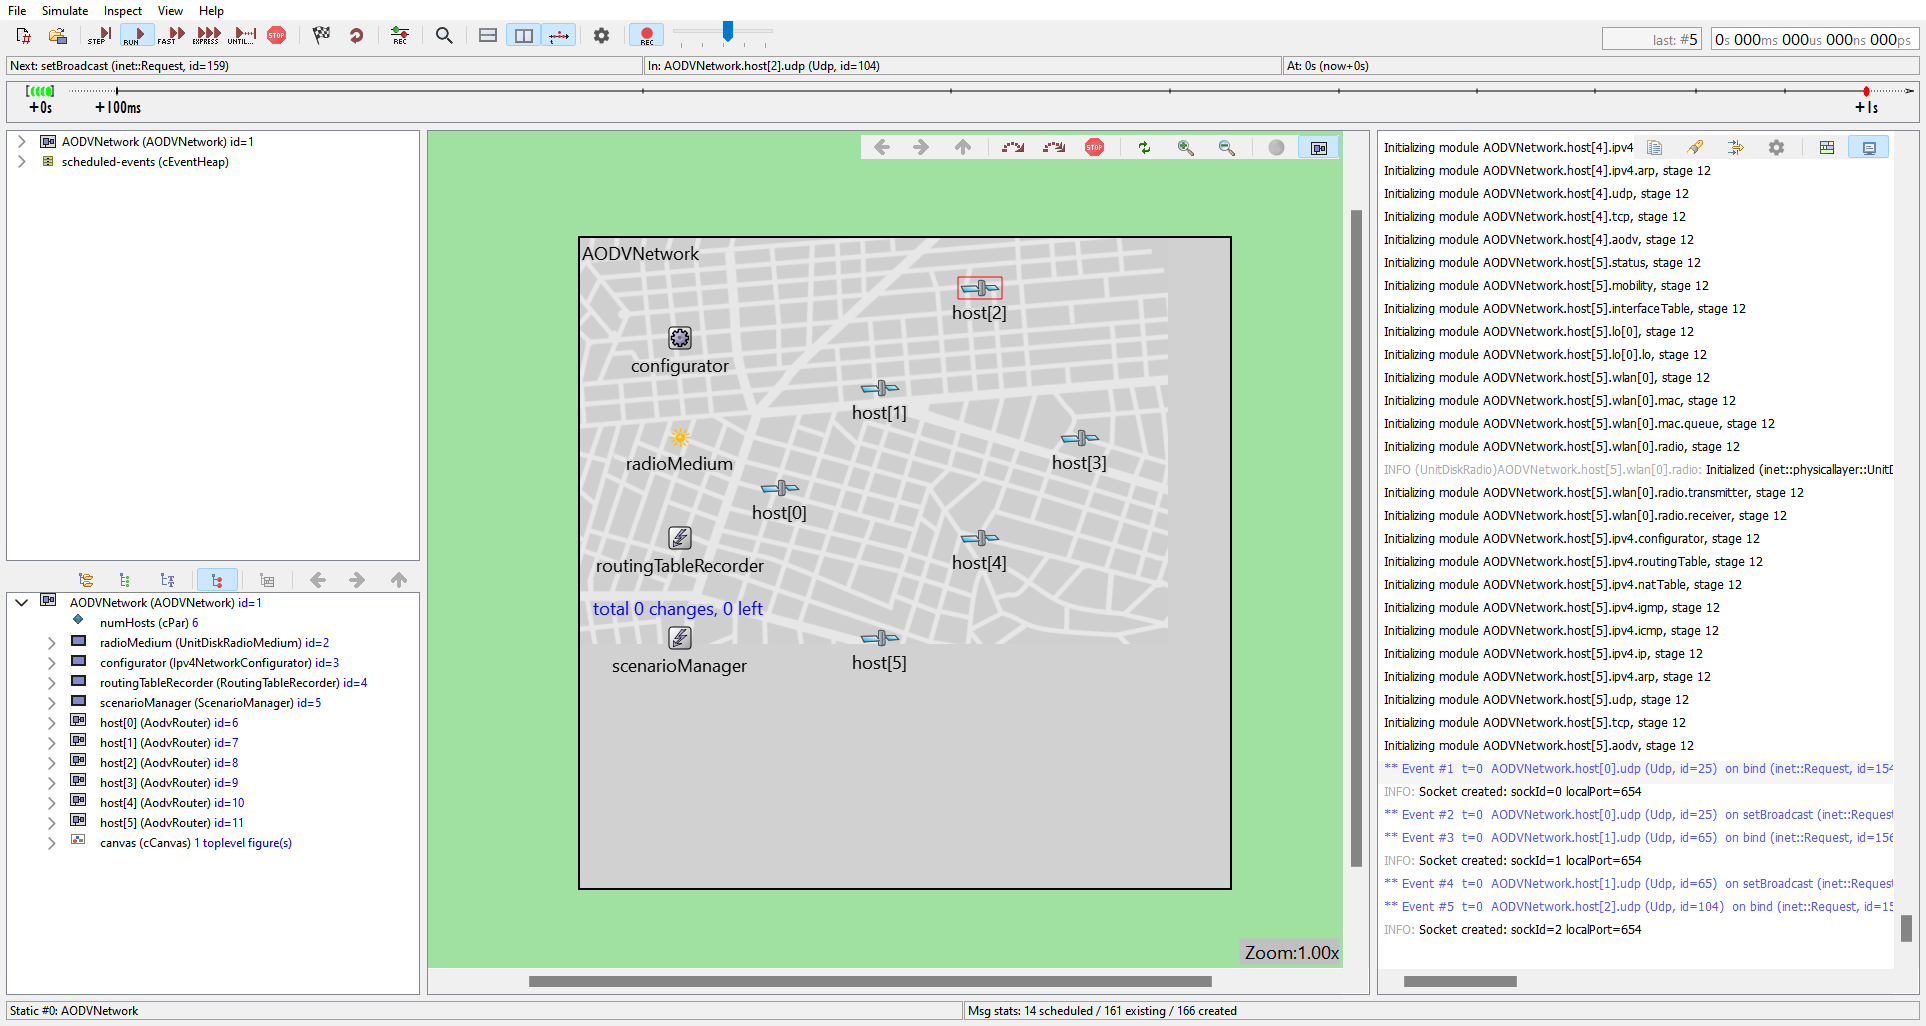 File Simulate Inspect View Help
STEP RUN FAST EXPRESS UNTIL... STOP REC REC
last: #5 0s 000ms 000us 000ns 000ps
Next: setBroadcast (inet::Request, id=159) In: AODVNetwork.host[2].udp (Udp, id=104) At: 0s (now+0s)
+0s +100ms +1s
AODVNetwork (AODVNetwork) id=1
scheduled-events (cEventHeap)
AODVNetwork (AODVNetwork) id=1
numHosts (cPar) 6
radioMedium (UnitDiskRadioMedium) id=2
configurator (Ipv4NetworkConfigurator) id=3
routingTableRecorder (RoutingTableRecorder) id=4
scenarioManager (ScenarioManager) id=5
host[0] (AodvRouter) id=6
host[1] (AodvRouter) id=7
host[2] (AodvRouter) id=8
host[3] (AodvRouter) id=9
host[4] (AodvRouter) id=10
host[5] (AodvRouter) id=11
canvas (cCanvas) 1 toplevel figure(s)
STOP
AODVNetwork
host[2]
configurator
host[1]
radioMedium
host[3]
host[0]
routingTableRecorder
host[4]
total 0 changes, 0 left
scenarioManager
host[5]
Zoom:1.00x
Initializing module AODVNetwork.host[4].ipv4
Initializing module AODVNetwork.host[4].ipv4.arp, stage 12
Initializing module AODVNetwork.host[4].udp, stage 12
Initializing module AODVNetwork.host[4].tcp, stage 12
Initializing module AODVNetwork.host[4].aodv, stage 12
Initializing module AODVNetwork.host[5].status, stage 12
Initializing module AODVNetwork.host[5].mobility, stage 12
Initializing module AODVNetwork.host[5].interfaceTable, stage 12
Initializing module AODVNetwork.host[5].lo[0], stage 12
Initializing module AODVNetwork.host[5].lo[0].lo, stage 12
Initializing module AODVNetwork.host[5].wlan[0], stage 12
Initializing module AODVNetwork.host[5].wlan[0].mac, stage 12
Initializing module AODVNetwork.host[5].wlan[0].mac.queue, stage 12
Initializing module AODVNetwork.host[5].wlan[0].radio, stage 12
INFO (UnitDiskRadio)AODVNetwork.host[5].wlan[0].radio: Initialized (inet::physicallayer::UnitD
Initializing module AODVNetwork.host[5].wlan[0].radio.transmitter, stage 12
Initializing module AODVNetwork.host[5].wlan[0].radio.receiver, stage 12
Initializing module AODVNetwork.host[5].ipv4.configurator, stage 12
Initializing module AODVNetwork.host[5].ipv4.routingTable, stage 12
Initializing module AODVNetwork.host[5].ipv4.natTable, stage 12
Initializing module AODVNetwork.host[5].ipv4.igmp, stage 12
Initializing module AODVNetwork.host[5].ipv4.icmp, stage 12
Initializing module AODVNetwork.host[5].ipv4.ip, stage 12
Initializing module AODVNetwork.host[5].ipv4.arp, stage 12
Initializing module AODVNetwork.host[5].udp, stage 12
Initializing module AODVNetwork.host[5].tcp, stage 12
Initializing module AODVNetwork.host[5].aodv, stage 12
** Event #1 t=0 AODVNetwork.host[0].udp (Udp, id=25) on bind (inet::Request, id=154
INFO: Socket created: sockId=0 localPort=654
** Event #2 t=0 AODVNetwork.host[0].udp (Udp, id=25) on setBroadcast (inet::Request
** Event #3 t=0 AODVNetwork.host[1].udp (Udp, id=65) on bind (inet::Request, id=156
INFO: Socket created: sockId=1 localPort=654
** Event #4 t=0 AODVNetwork.host[1].udp (Udp, id=65) on setBroadcast (inet::Request
** Event #5 t=0 AODVNetwork.host[2].udp (Udp, id=104) on bind (inet::Request, id=15
INFO: Socket created: sockId=2 localPort=654
Static #0: AODVNetwork Msg stats: 14 scheduled / 161 existing / 166 created